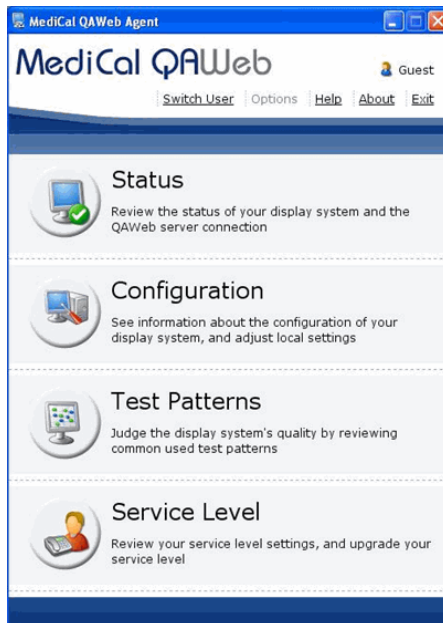 MediCal QAWeb Agent
MediCal QAWeb
Guest
Switch User Options Help About Exit
Status
Review the status of your display system and the
QAWeb server connection
Configuration
See information about the configuration of your
display system, and adjust local settings
Test Patterns
Judge the display system's quality by reviewing
common used test patterns
Service Level
Review your service level settings, and upgrade your
service level